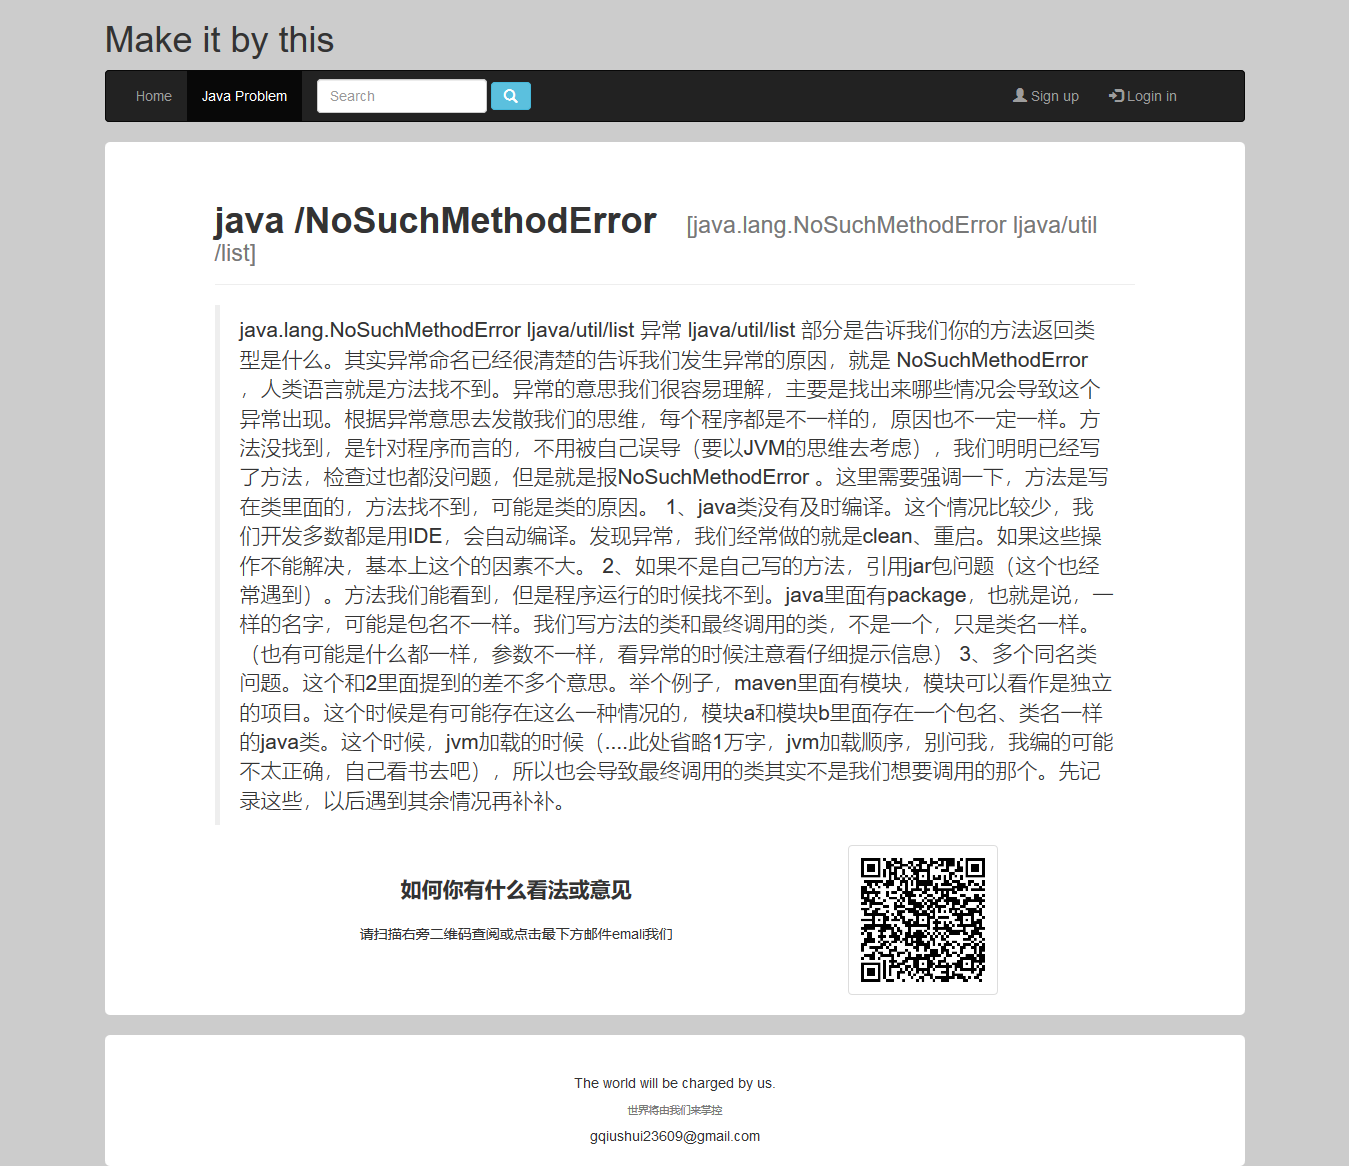 Make it by this
Home Java Problem Search Sign up Login in
java /NoSuchMethodError [java.lang.NoSuchMethodError ljava/util
/list]
java.lang.NoSuchMethodError ljava/util/list 异常 ljava/util/list 部分是告诉我们你的方法返回类
型是什么。其实异常命名已经很清楚的告诉我们发生异常的原因，就是 NoSuchMethodError
，人类语言就是方法找不到。异常的意思我们很容易理解，主要是找出来哪些情况会导致这个
异常出现。根据异常意思去发散我们的思维，每个程序都是不一样的，原因也不一定一样。方
法没找到，是针对程序而言的，不用被自己误导（要以JVM的思维去考虑），我们明明已经写
了方法，检查过也都没问题，但是就是报NoSuchMethodError 。这里需要强调一下，方法是写
在类里面的，方法找不到，可能是类的原因。 1、java类没有及时编译。这个情况比较少，我
们开发多数都是用IDE，会自动编译。发现异常，我们经常做的就是clean、重启。如果这些操
作不能解决，基本上这个的因素不大。 2、如果不是自己写的方法，引用jar包问题（这个也经
常遇到）。方法我们能看到，但是程序运行的时候找不到。java里面有package，也就是说，一
样的名字，可能是包名不一样。我们写方法的类和最终调用的类，不是一个，只是类名一样。
（也有可能是什么都一样，参数不一样，看异常的时候注意看仔细提示信息） 3、多个同名类
问题。这个和2里面提到的差不多个意思。举个例子，maven里面有模块，模块可以看作是独立
的项目。这个时候是有可能存在这么一种情况的，模块a和模块b里面存在一个包名、类名一样
的java类。这个时候，jvm加载的时候（....此处省略1万字，jvm加载顺序，别问我，我编的可能
不太正确，自己看书去吧），所以也会导致最终调用的类其实不是我们想要调用的那个。先记
录这些，以后遇到其余情况再补补。
如何你有什么看法或意见
请扫描右旁二维码查阅或点击最下方邮件emali我们
The world will be charged by us.
世界将由我们来掌控
gqiushui23609@gmail.com